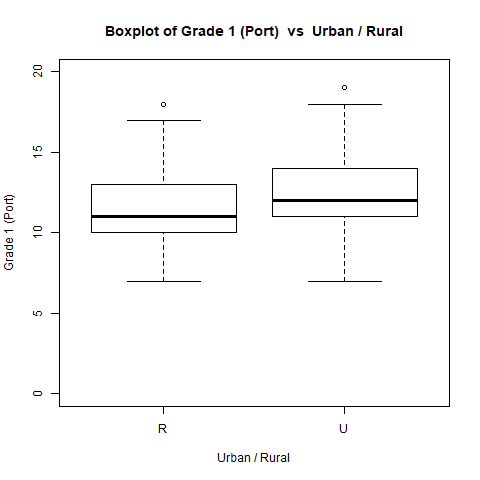 Boxplot of Grade 1 (Port)  vs  Urban / Rural
Grade 1 (Port)
20
15
10
5
0
R
U
Urban / Rural